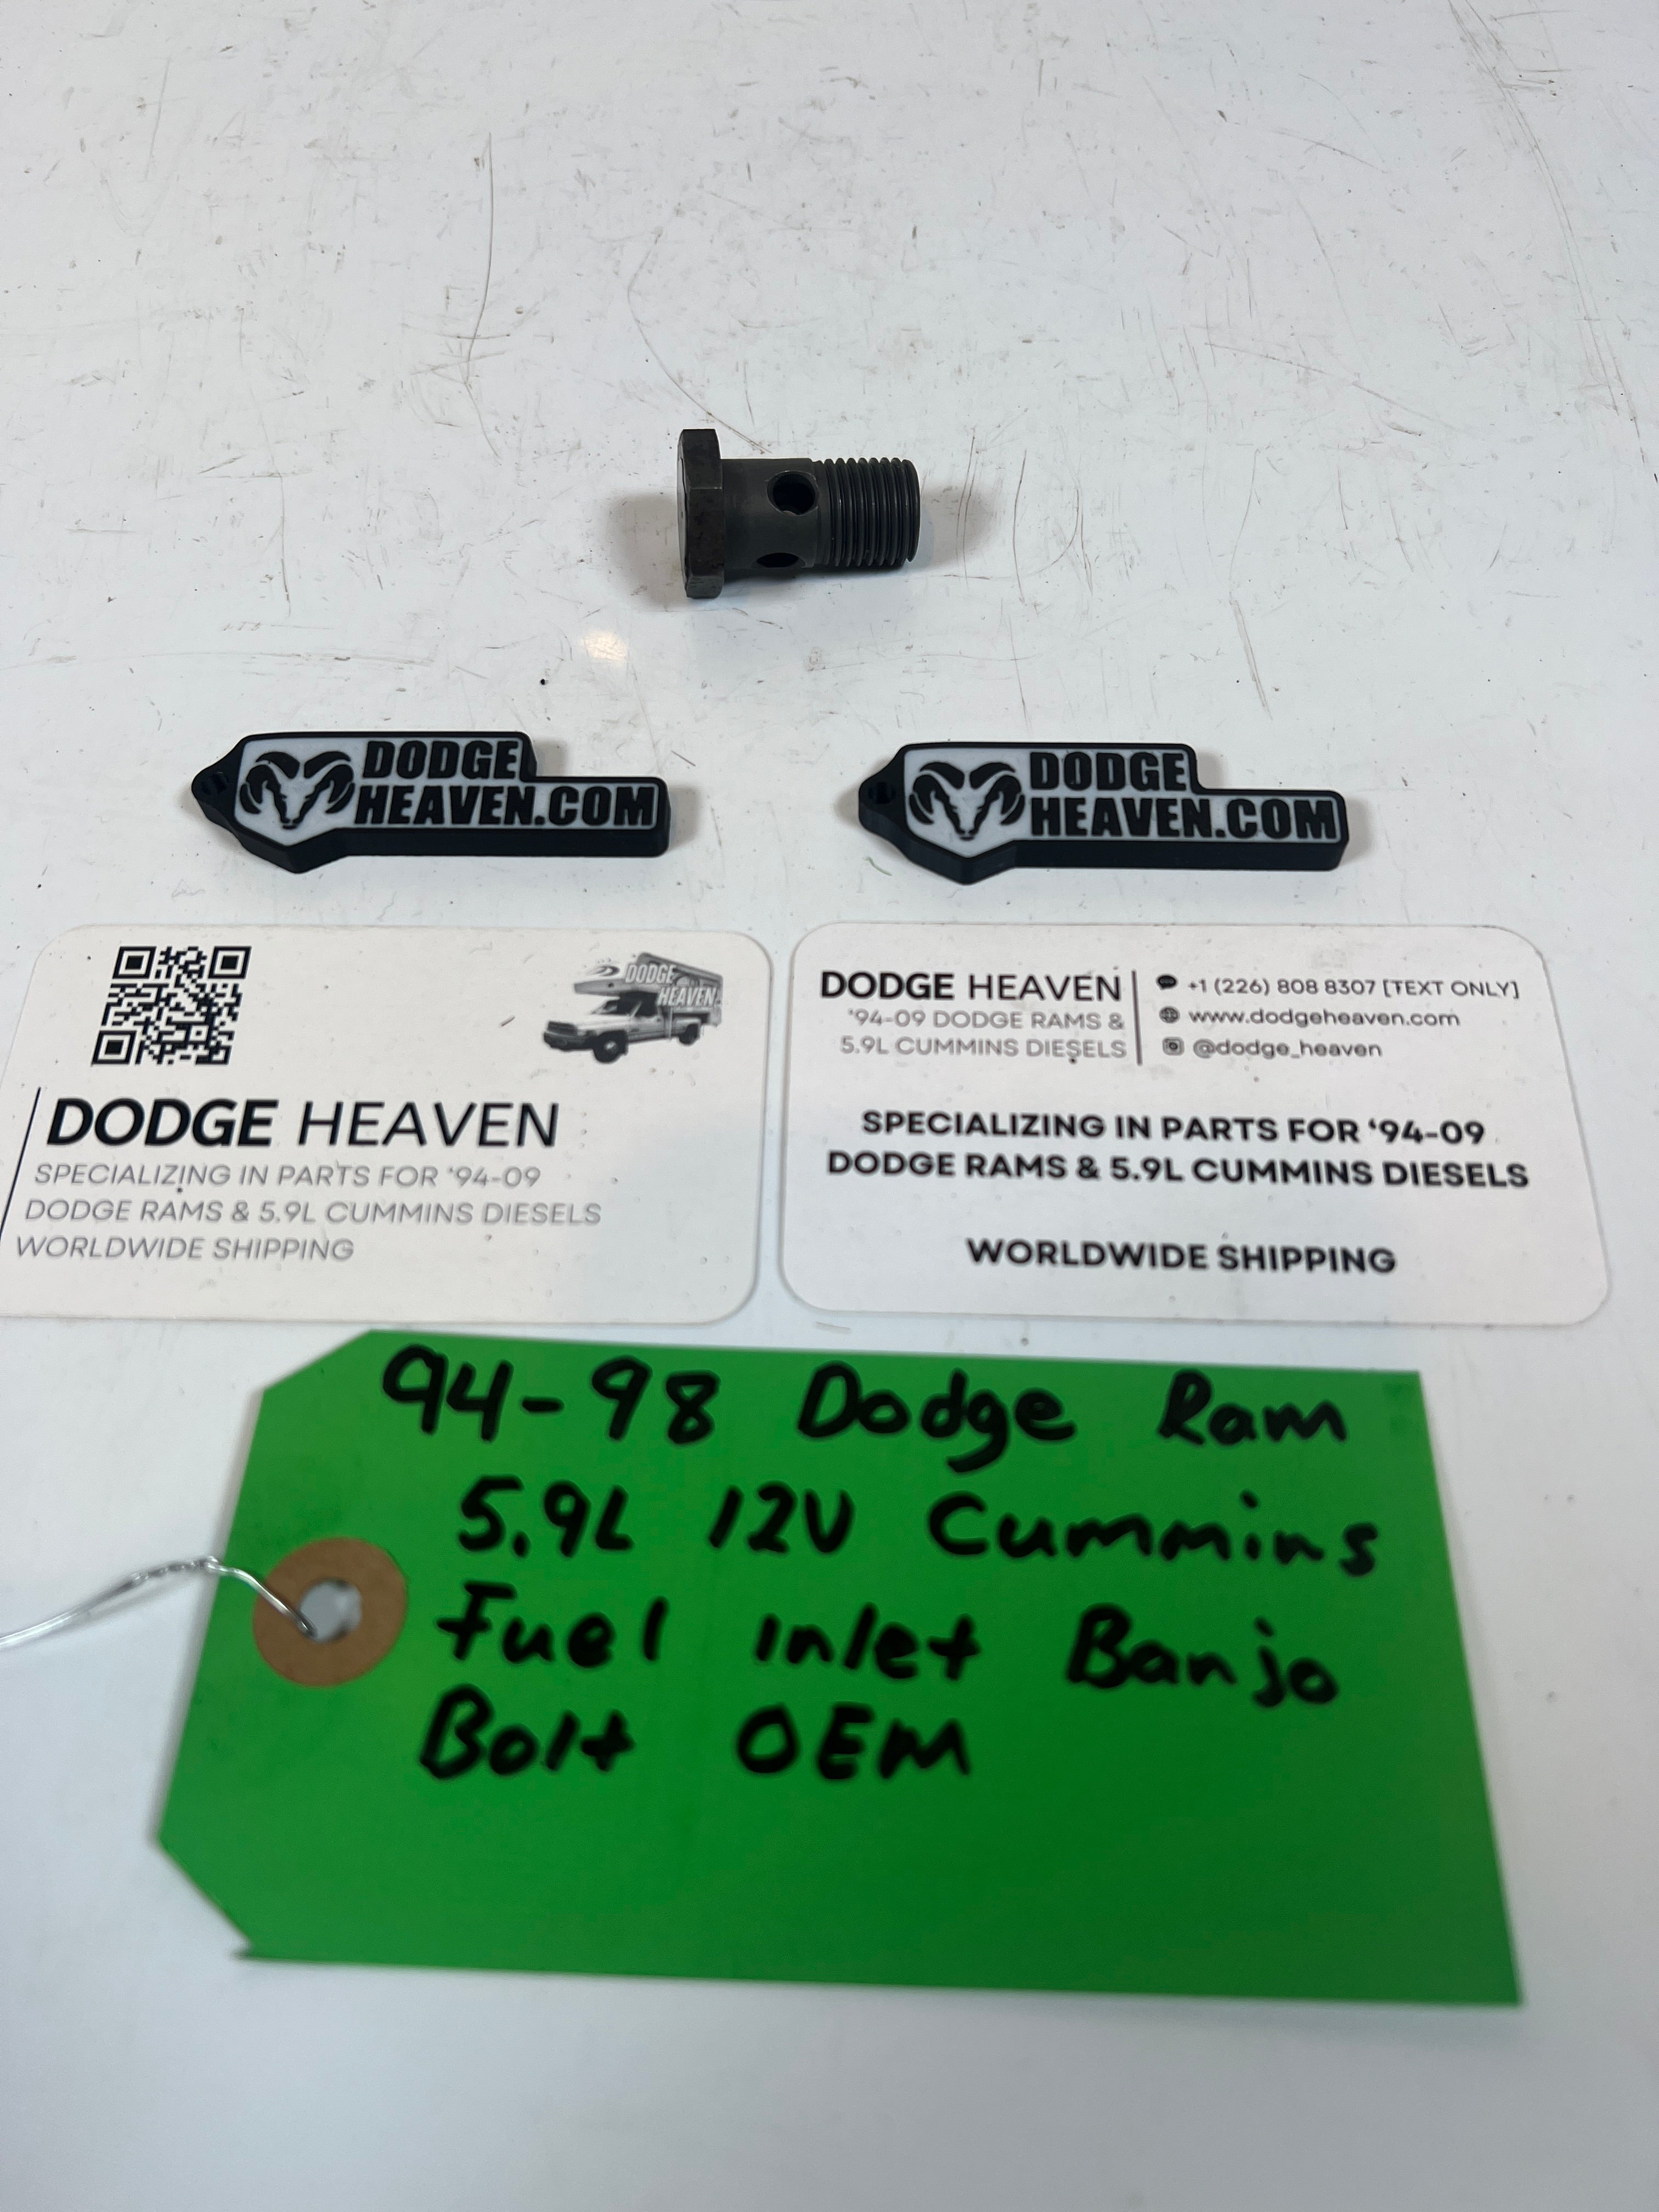 DODGE
HEAVEN.COM
DODGE
HEAVEN.COM
DODGE
HEAVEN
DODGE HEAVEN
SPECIALIZING IN PARTS FOR '94-09
DODGE RAMS & 5.9L CUMMINS DIESELS
WORLDWIDE SHIPPING
DODGE HEAVEN
'94-09 DODGE RAMS &
5.9L CUMMINS DIESELS
+1 (226) 808 8307 [TEXT ONLY]
www.dodgeheaven.com
@dodge_heaven
SPECIALIZING IN PARTS FOR '94-09
DODGE RAMS & 5.9L CUMMINS DIESELS
WORLDWIDE SHIPPING
94-98 Dodge Ram
5.9L 12V Cummins
Fuel inlet Banjo
Bolt OEM